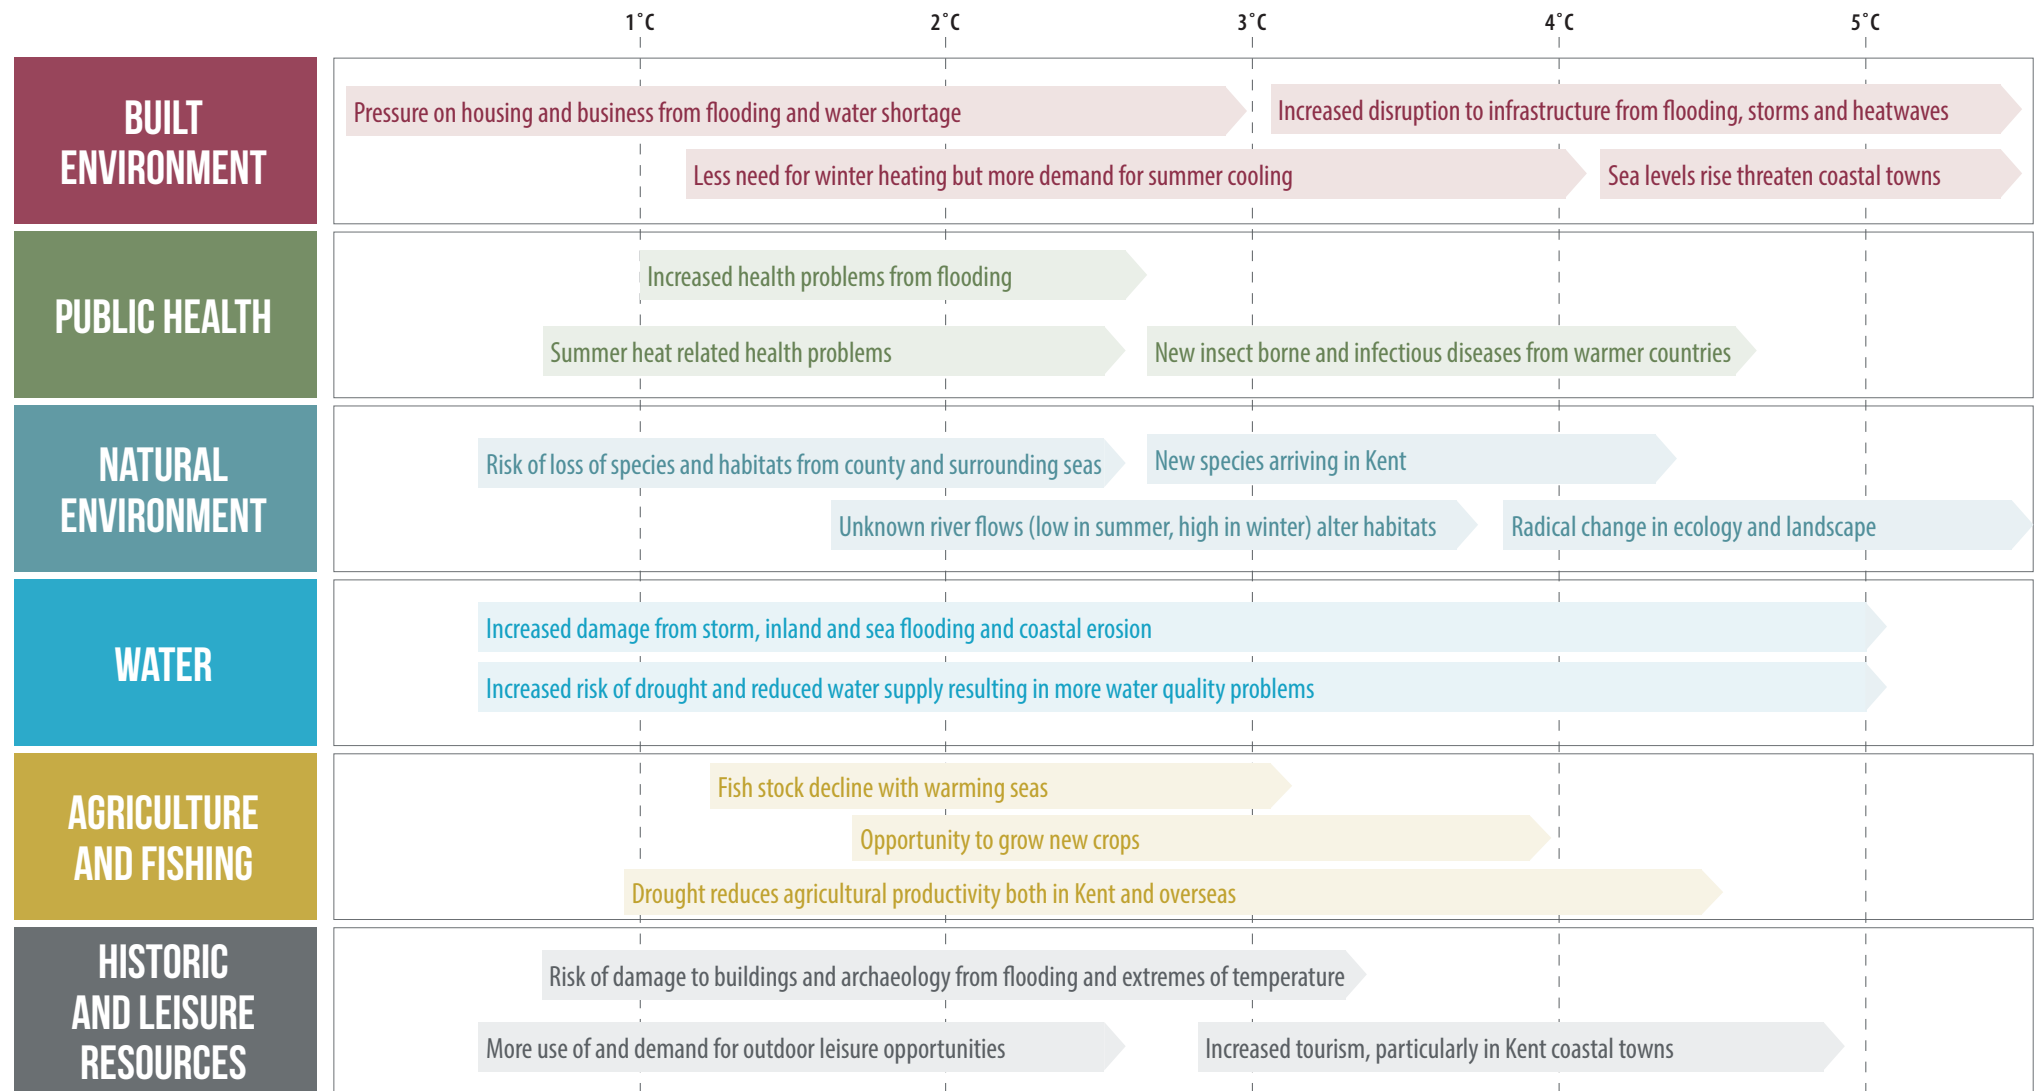 1˚C 2˚C 3˚C 4˚C 5˚C
BUILT
ENVIRONMENT
Pressure on housing and business from flooding and water shortage
Increased disruption to infrastructure from flooding, storms and heatwaves
Less need for winter heating but more demand for summer cooling
Sea levels rise threaten coastal towns
PUBLIC HEALTH
Increased health problems from flooding
Summer heat related health problems
New insect borne and infectious diseases from warmer countries
NATURAL
ENVIRONMENT
Risk of loss of species and habitats from county and surrounding seas
New species arriving in Kent
Unknown river flows (low in summer, high in winter) alter habitats
Radical change in ecology and landscape
WATER
Increased damage from storm, inland and sea flooding and coastal erosion
Increased risk of drought and reduced water supply resulting in more water quality problems
AGRICULTURE
AND FISHING
Fish stock decline with warming seas
Opportunity to grow new crops
Drought reduces agricultural productivity both in Kent and overseas
HISTORIC
AND LEISURE
RESOURCES
Risk of damage to buildings and archaeology from flooding and extremes of temperature
More use of and demand for outdoor leisure opportunities
Increased tourism, particularly in Kent coastal towns